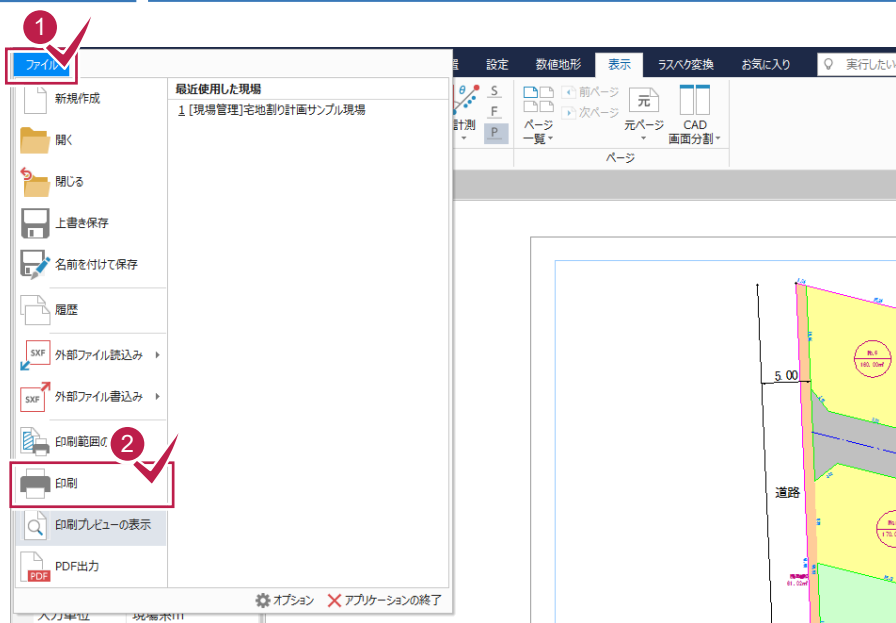 1
ファイル
設定
数値地形
表示
ラスベク変換
お気に入り
実行したい
新規作成
開く
閉じる
上書き保存
名前を付けて保存
履歴
SXF
外部ファイル読込み
SXF
外部ファイル書込み
印刷範囲の
2
印刷
印刷プレビューの表示
PDF
PDF出力
最近使用した現場
1 [現場管理]宅地割り計画サンプル現場
オプション
アプリケーションの終了
計測
S
F
P
ページ
一覧
前ページ
次ページ
元
元ページ
CAD
画面分割
ページ
5.00
道路
入力単位
現場系m